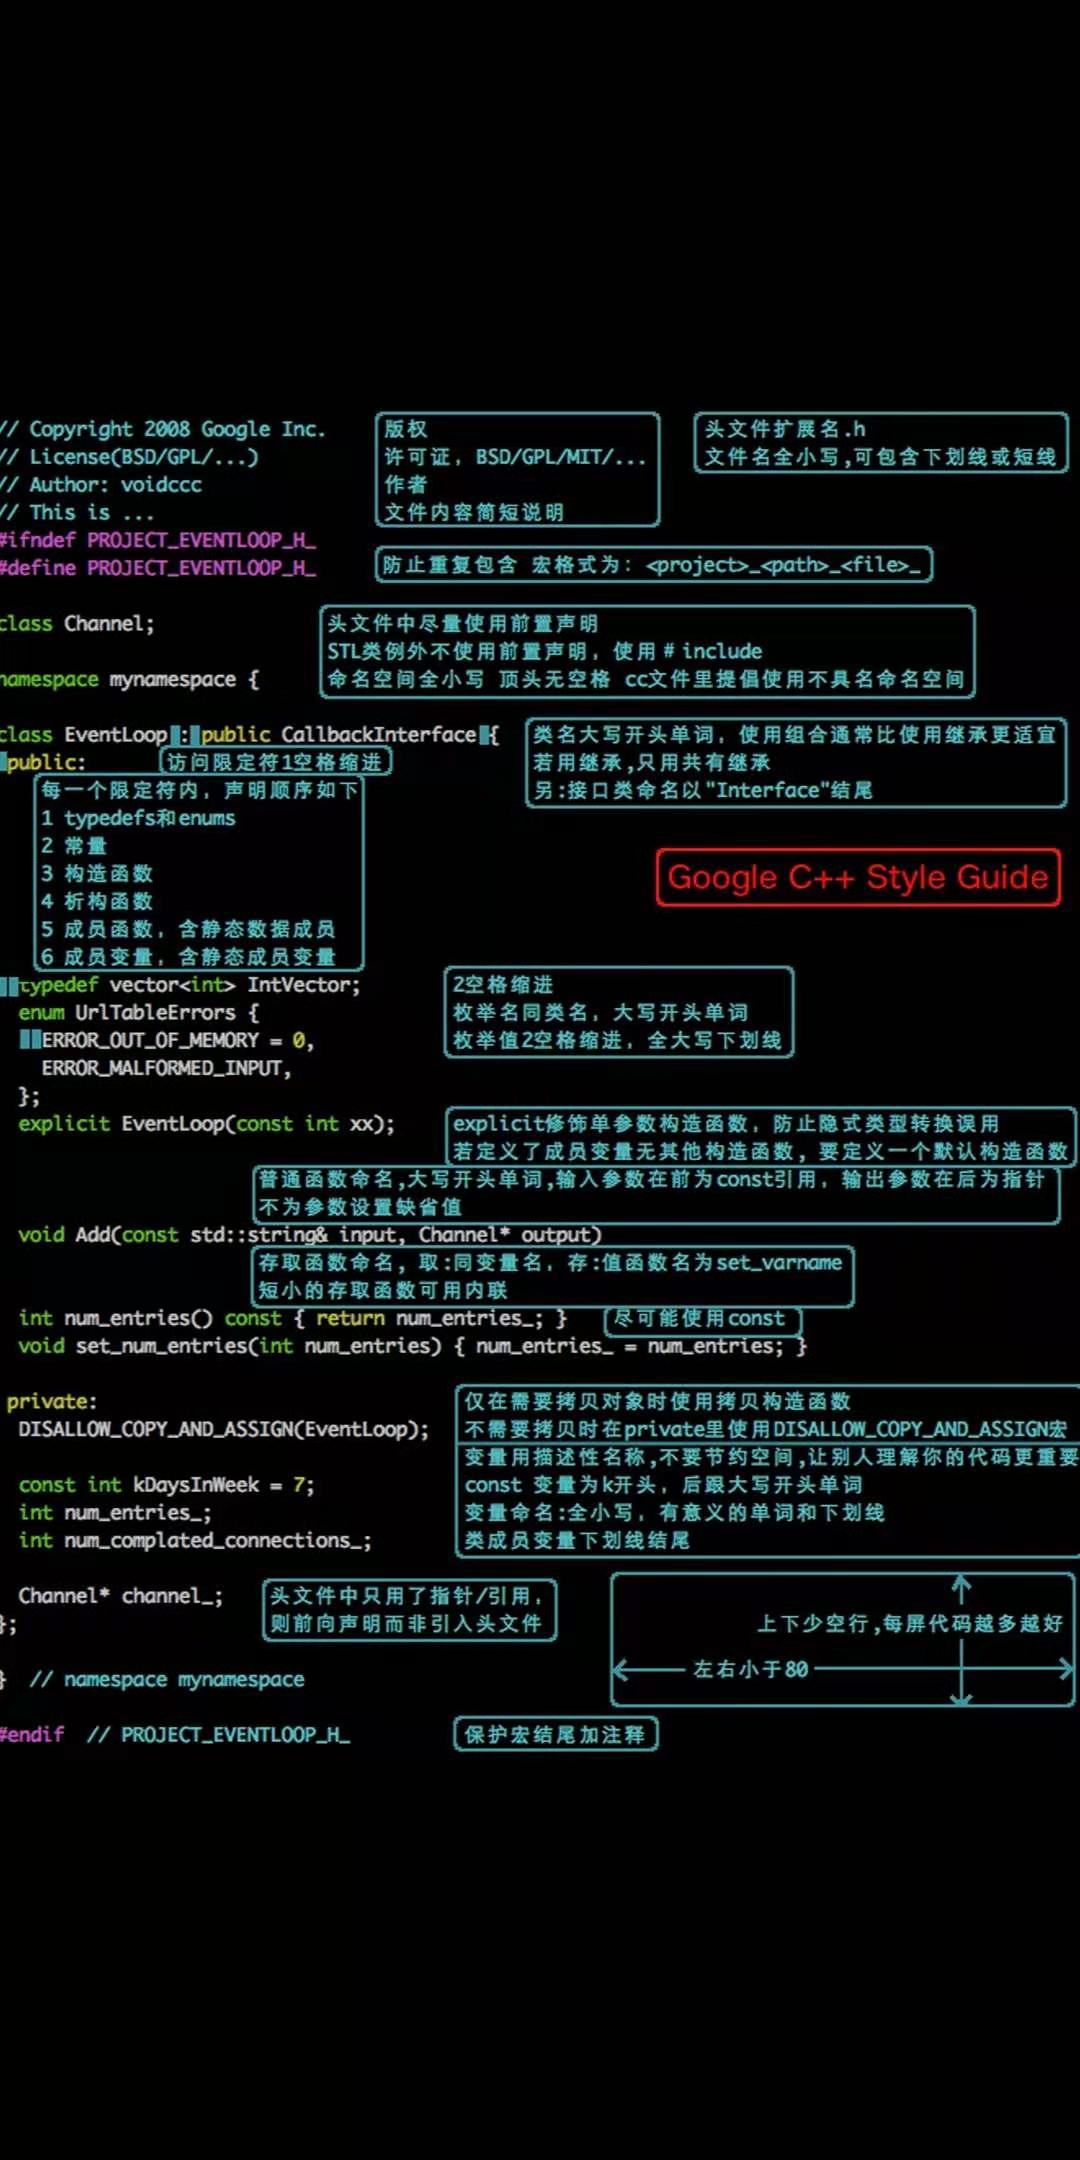 // Copyright 2008 Google Inc.
// License(BSD/GPL/...)
// Author: voidccc
// This is ...
版权
许可证, BSD/GPL/MIT/...
作者
文件内容简短说明
头文件扩展名.h
文件名全小写,可包含下划线或短线
#ifndef PROJECT_EVENTLOOP_H_
#define PROJECT_EVENTLOOP_H_
防止重复包含 宏格式为: <project>_<path>_<file>_
class Channel;
头文件中尽量使用前置声明
STL类例外不使用前置声明, 使用 # include
命名空间全小写 顶头无空格 cc文件里提倡使用不具名命名空间
namespace mynamespace {
class EventLoop : public CallbackInterface {
类名大写开头单词, 使用组合通常比使用继承更适宜
若用继承,只用共有继承
另:接口类命名以"Interface"结尾
public:
访问限定符1空格缩进
每一个限定符内, 声明顺序如下
1 typedefs和enums
2 常量
3 构造函数
4 析构函数
5 成员函数, 含静态数据成员
6 成员变量, 含静态成员变量
Google C++ Style Guide
typedef vector<int> IntVector;
enum UrlTableErrors {
ERROR_OUT_OF_MEMORY = 0,
ERROR_MALFORMED_INPUT,
};
2空格缩进
枚举名同类名, 大写开头单词
枚举值2空格缩进, 全大写下划线
explicit EventLoop(const int xx);
explicit修饰单参数构造函数, 防止隐式类型转换误用
若定义了成员变量无其他构造函数, 要定义一个默认构造函数
普通函数命名,大写开头单词,输入参数在前为const引用, 输出参数在后为指针
不为参数设置缺省值
void Add(const std::string& input, Channel* output)
存取函数命名, 取:同变量名, 存:值函数名为set_varname
短小的存取函数可用内联
int num_entries() const { return num_entries_; }
尽可能使用const
void set_num_entries(int num_entries) { num_entries_ = num_entries; }
private:
DISALLOW_COPY_AND_ASSIGN(EventLoop);
仅在需要拷贝对象时使用拷贝构造函数
不需要拷贝时在private里使用DISALLOW_COPY_AND_ASSIGN宏
const int kDaysInWeek = 7;
int num_entries_;
int num_complated_connections_;
变量用描述性名称,不要节约空间,让别人理解你的代码更重要
const 变量为k开头, 后跟大写开头单词
变量命名:全小写, 有意义的单词和下划线
类成员变量下划线结尾
Channel* channel_;
};
头文件中只用了指针/引用,
则前向声明而非引入头文件
上下少空行,每屏代码越多越好
左右小于80
} // namespace mynamespace
#endif // PROJECT_EVENTLOOP_H_
保护宏结尾加注释